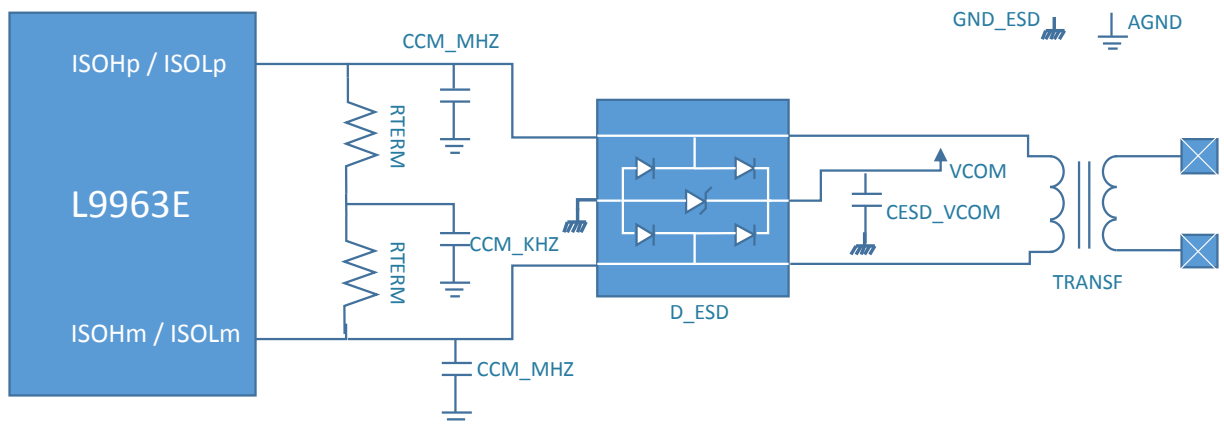 GND_ESD
AGND
CCM_MHZ
ISOHp / ISOLp
RTERM
L9963E
VCOM
CESD_VCOM
CCM_KHZ
RTERM
TRANSF
D_ESD
ISOHm / ISOLm
CCM_MHZ